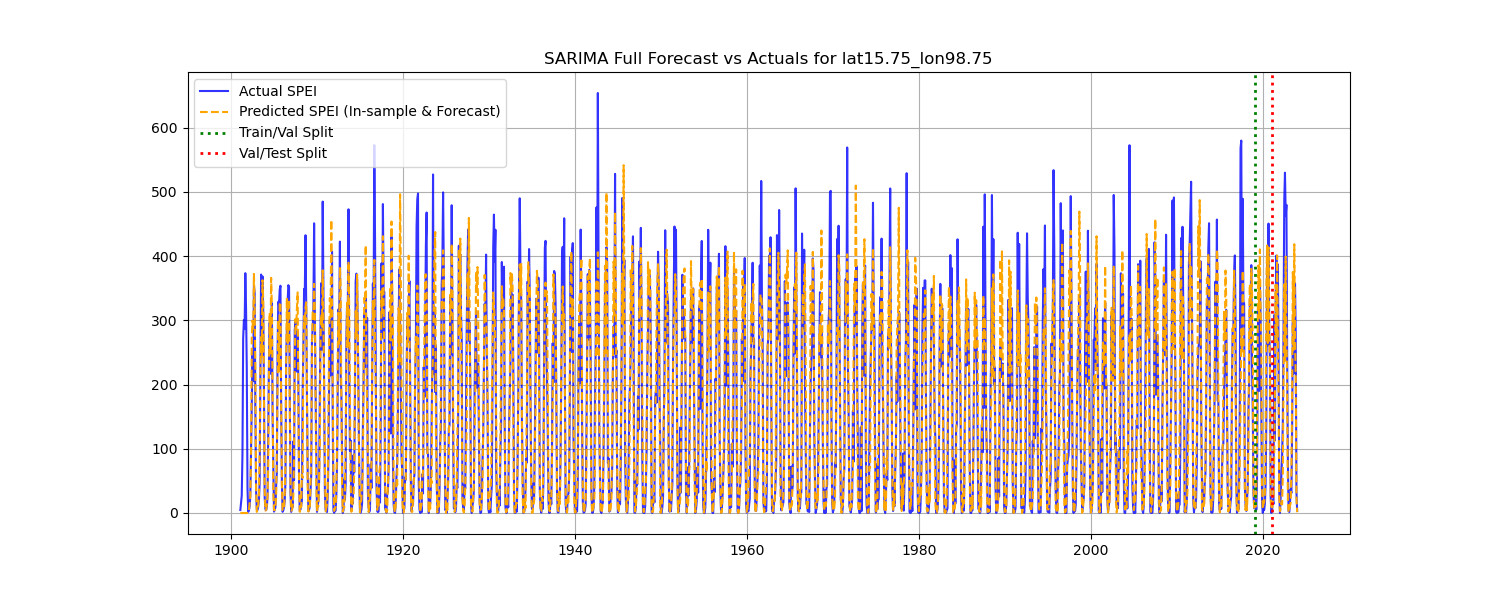 SARIMA Full Forecast vs Actuals for lat15.75_lon98.75
Actual SPEI
Predicted SPEI (In-sample & Forecast)
Train/Val Split
Val/Test Split
600
500
400
300
200
100
0
1900 1920 1940 1960 1980 2000 2020